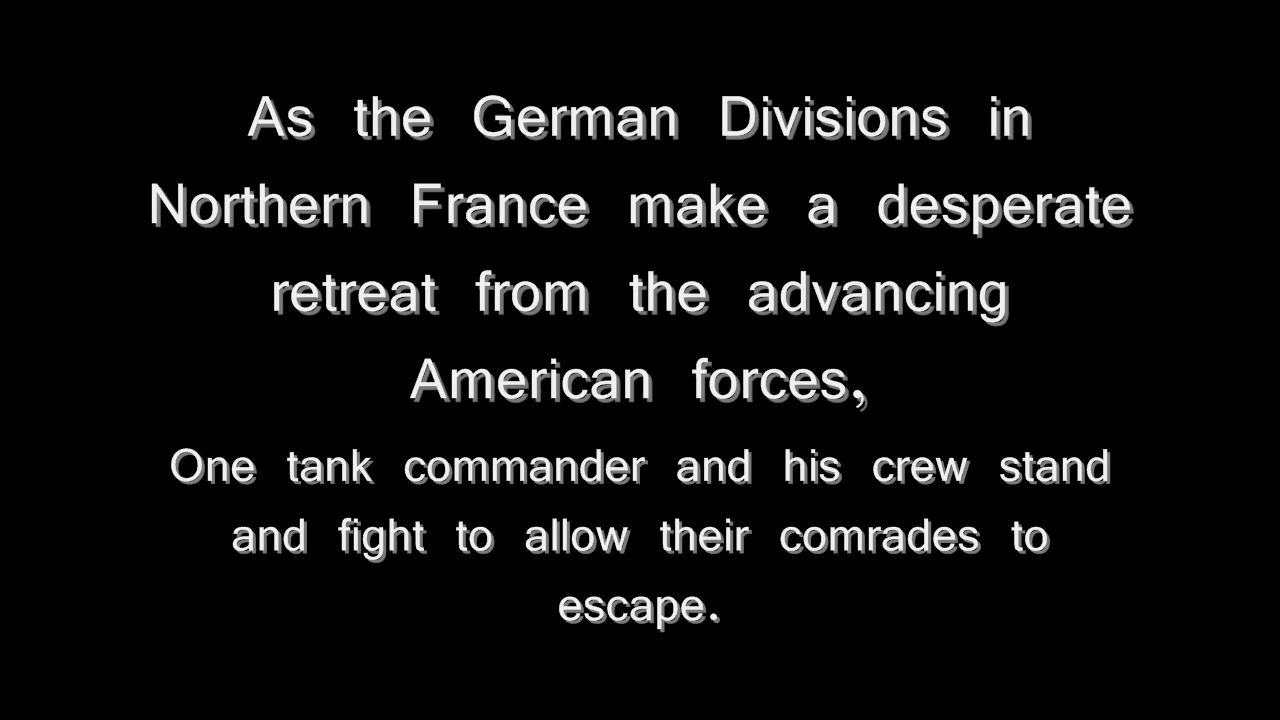 As the German Divisions in
Northern France make a desperate
retreat from the advancing
American forces,
One tank commander and his crew stand
and fight to allow their comrades to
escape.